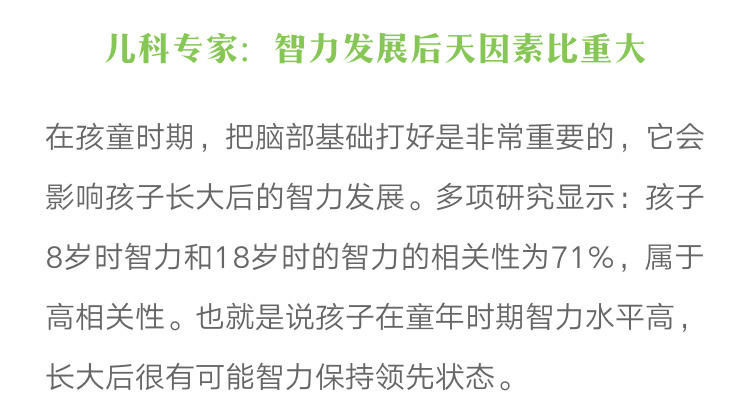 儿科专家：智力发展后天因素比重大
在孩童时期，把脑部基础打好是非常重要的，它会
影响孩子长大后的智力发展。多项研究显示：孩子
8岁时智力和18岁时的智力的相关性为71%，属于
高相关性。也就是说孩子在童年时期智力水平高，
长大后很有可能智力保持领先状态。